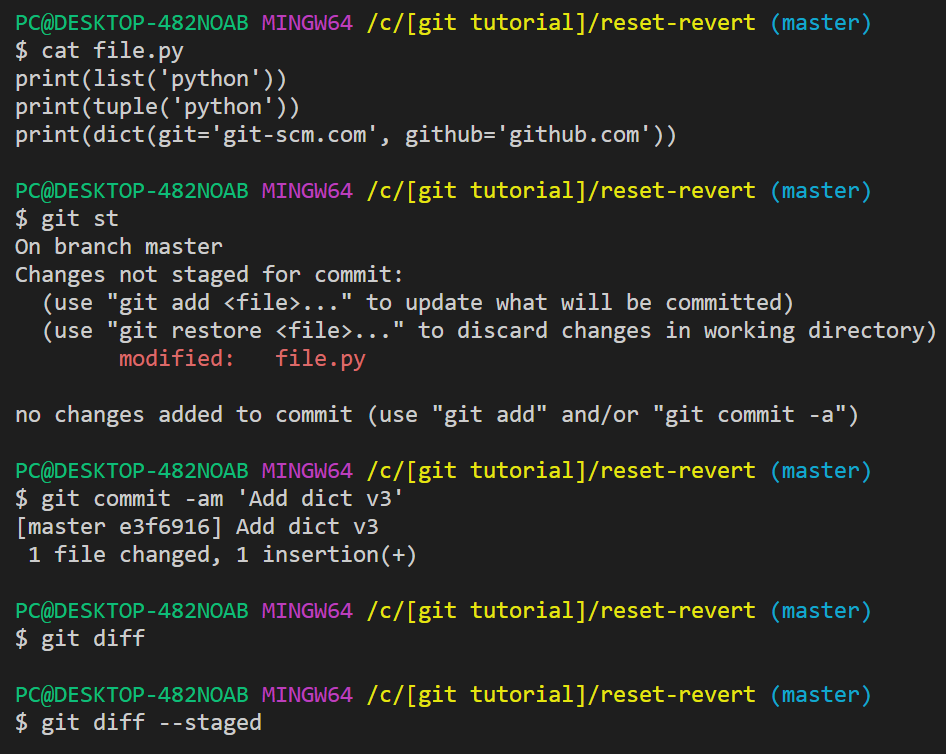 PC@DESKTOP-482NOAB MINGW64 /c/[git tutorial]/reset-revert (master)
$ cat file.py
print(list('python'))
print(tuple('python'))
print(dict(git='git-scm.com', github='github.com'))
PC@DESKTOP-482NOAB MINGW64 /c/[git tutorial]/reset-revert (master)
$ git st
On branch master
Changes not staged for commit:
  (use "git add <file>..." to update what will be committed)
  (use "git restore <file>..." to discard changes in working directory)
        modified:   file.py
no changes added to commit (use "git add" and/or "git commit -a")
PC@DESKTOP-482NOAB MINGW64 /c/[git tutorial]/reset-revert (master)
$ git commit -am 'Add dict v3'
[master e3f6916] Add dict v3
 1 file changed, 1 insertion(+)
PC@DESKTOP-482NOAB MINGW64 /c/[git tutorial]/reset-revert (master)
$ git diff
PC@DESKTOP-482NOAB MINGW64 /c/[git tutorial]/reset-revert (master)
$ git diff --staged